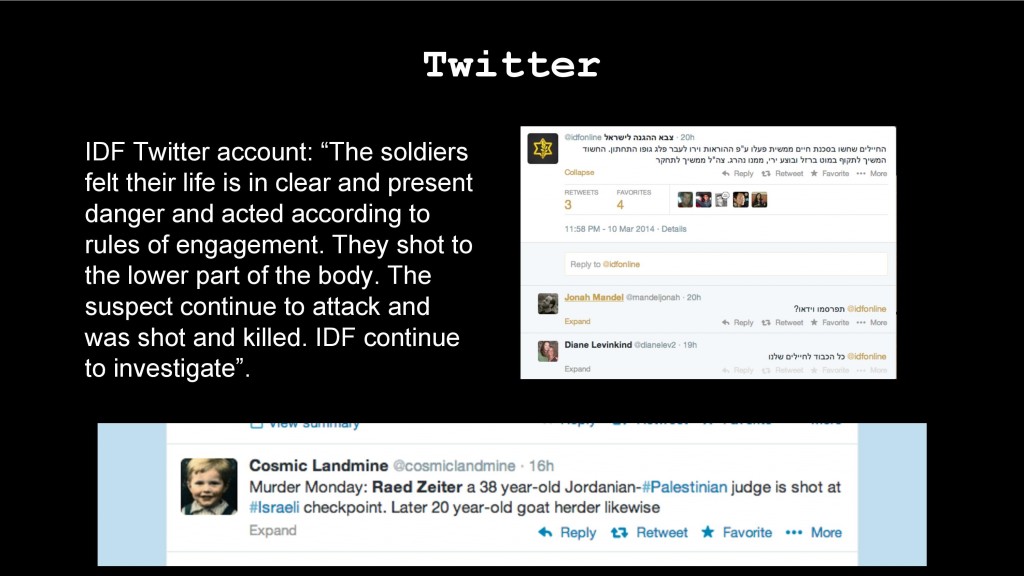 Twitter
IDF Twitter account: “The soldiers
felt their life is in clear and present
danger and acted according to
rules of engagement. They shot to
the lower part of the body. The
suspect continue to attack and
was shot and killed. IDF continue
to investigate”.
@idfonline צבא ההגנה לישראל · 20h
החיילים שחשו בסכנת חיים ממשית פעלו ע"פ ההוראות וירו לעבר פלג גופו התחתון. החשוד
המשיך לתקוף במוט ברזל ובוצע ירי, ממנו נהרג. צה"ל ממשיך לתחקר
Collapse Reply Retweet Favorite More
RETWEETS FAVORITES
3 4
11:58 PM - 10 Mar 2014 · Details
Reply to @idfonline
Jonah Mandel @mandeljonah · 20h
@idfonline תפרסמו וידאו?
Expand Reply Retweet Favorite More
Diane Levinkind @dianelev2 · 19h
@idfonline כל הכבוד לחיילים שלנו
Expand Reply Retweet Favorite More
View summary Reply Retweet Favorite More
Cosmic Landmine @cosmiclandmine · 16h
Murder Monday: Raed Zeiter a 38 year-old Jordanian-#Palestinian judge is shot at
#Israeli checkpoint. Later 20 year-old goat herder likewise
Expand Reply Retweet Favorite More